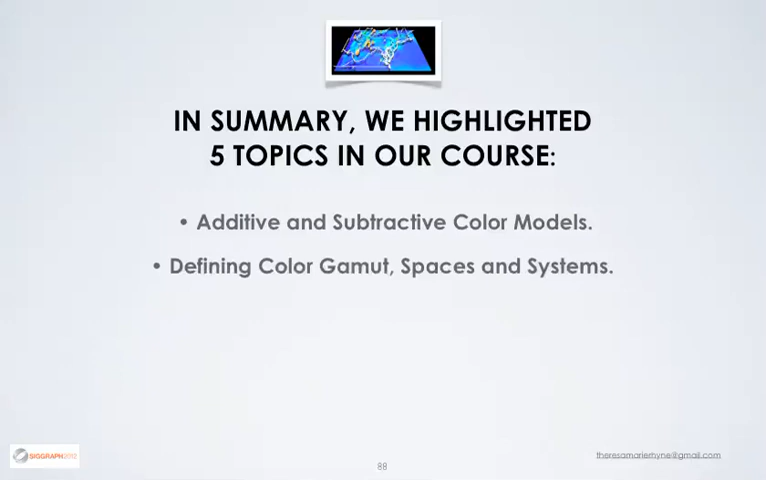 IN SUMMARY, WE HIGHLIGHTED
5 TOPICS IN OUR COURSE:
• Additive and Subtractive Color Models.
• Defining Color Gamut, Spaces and Systems.
SIGGRAPH2012
88
theresamarierhyne@gmail.com